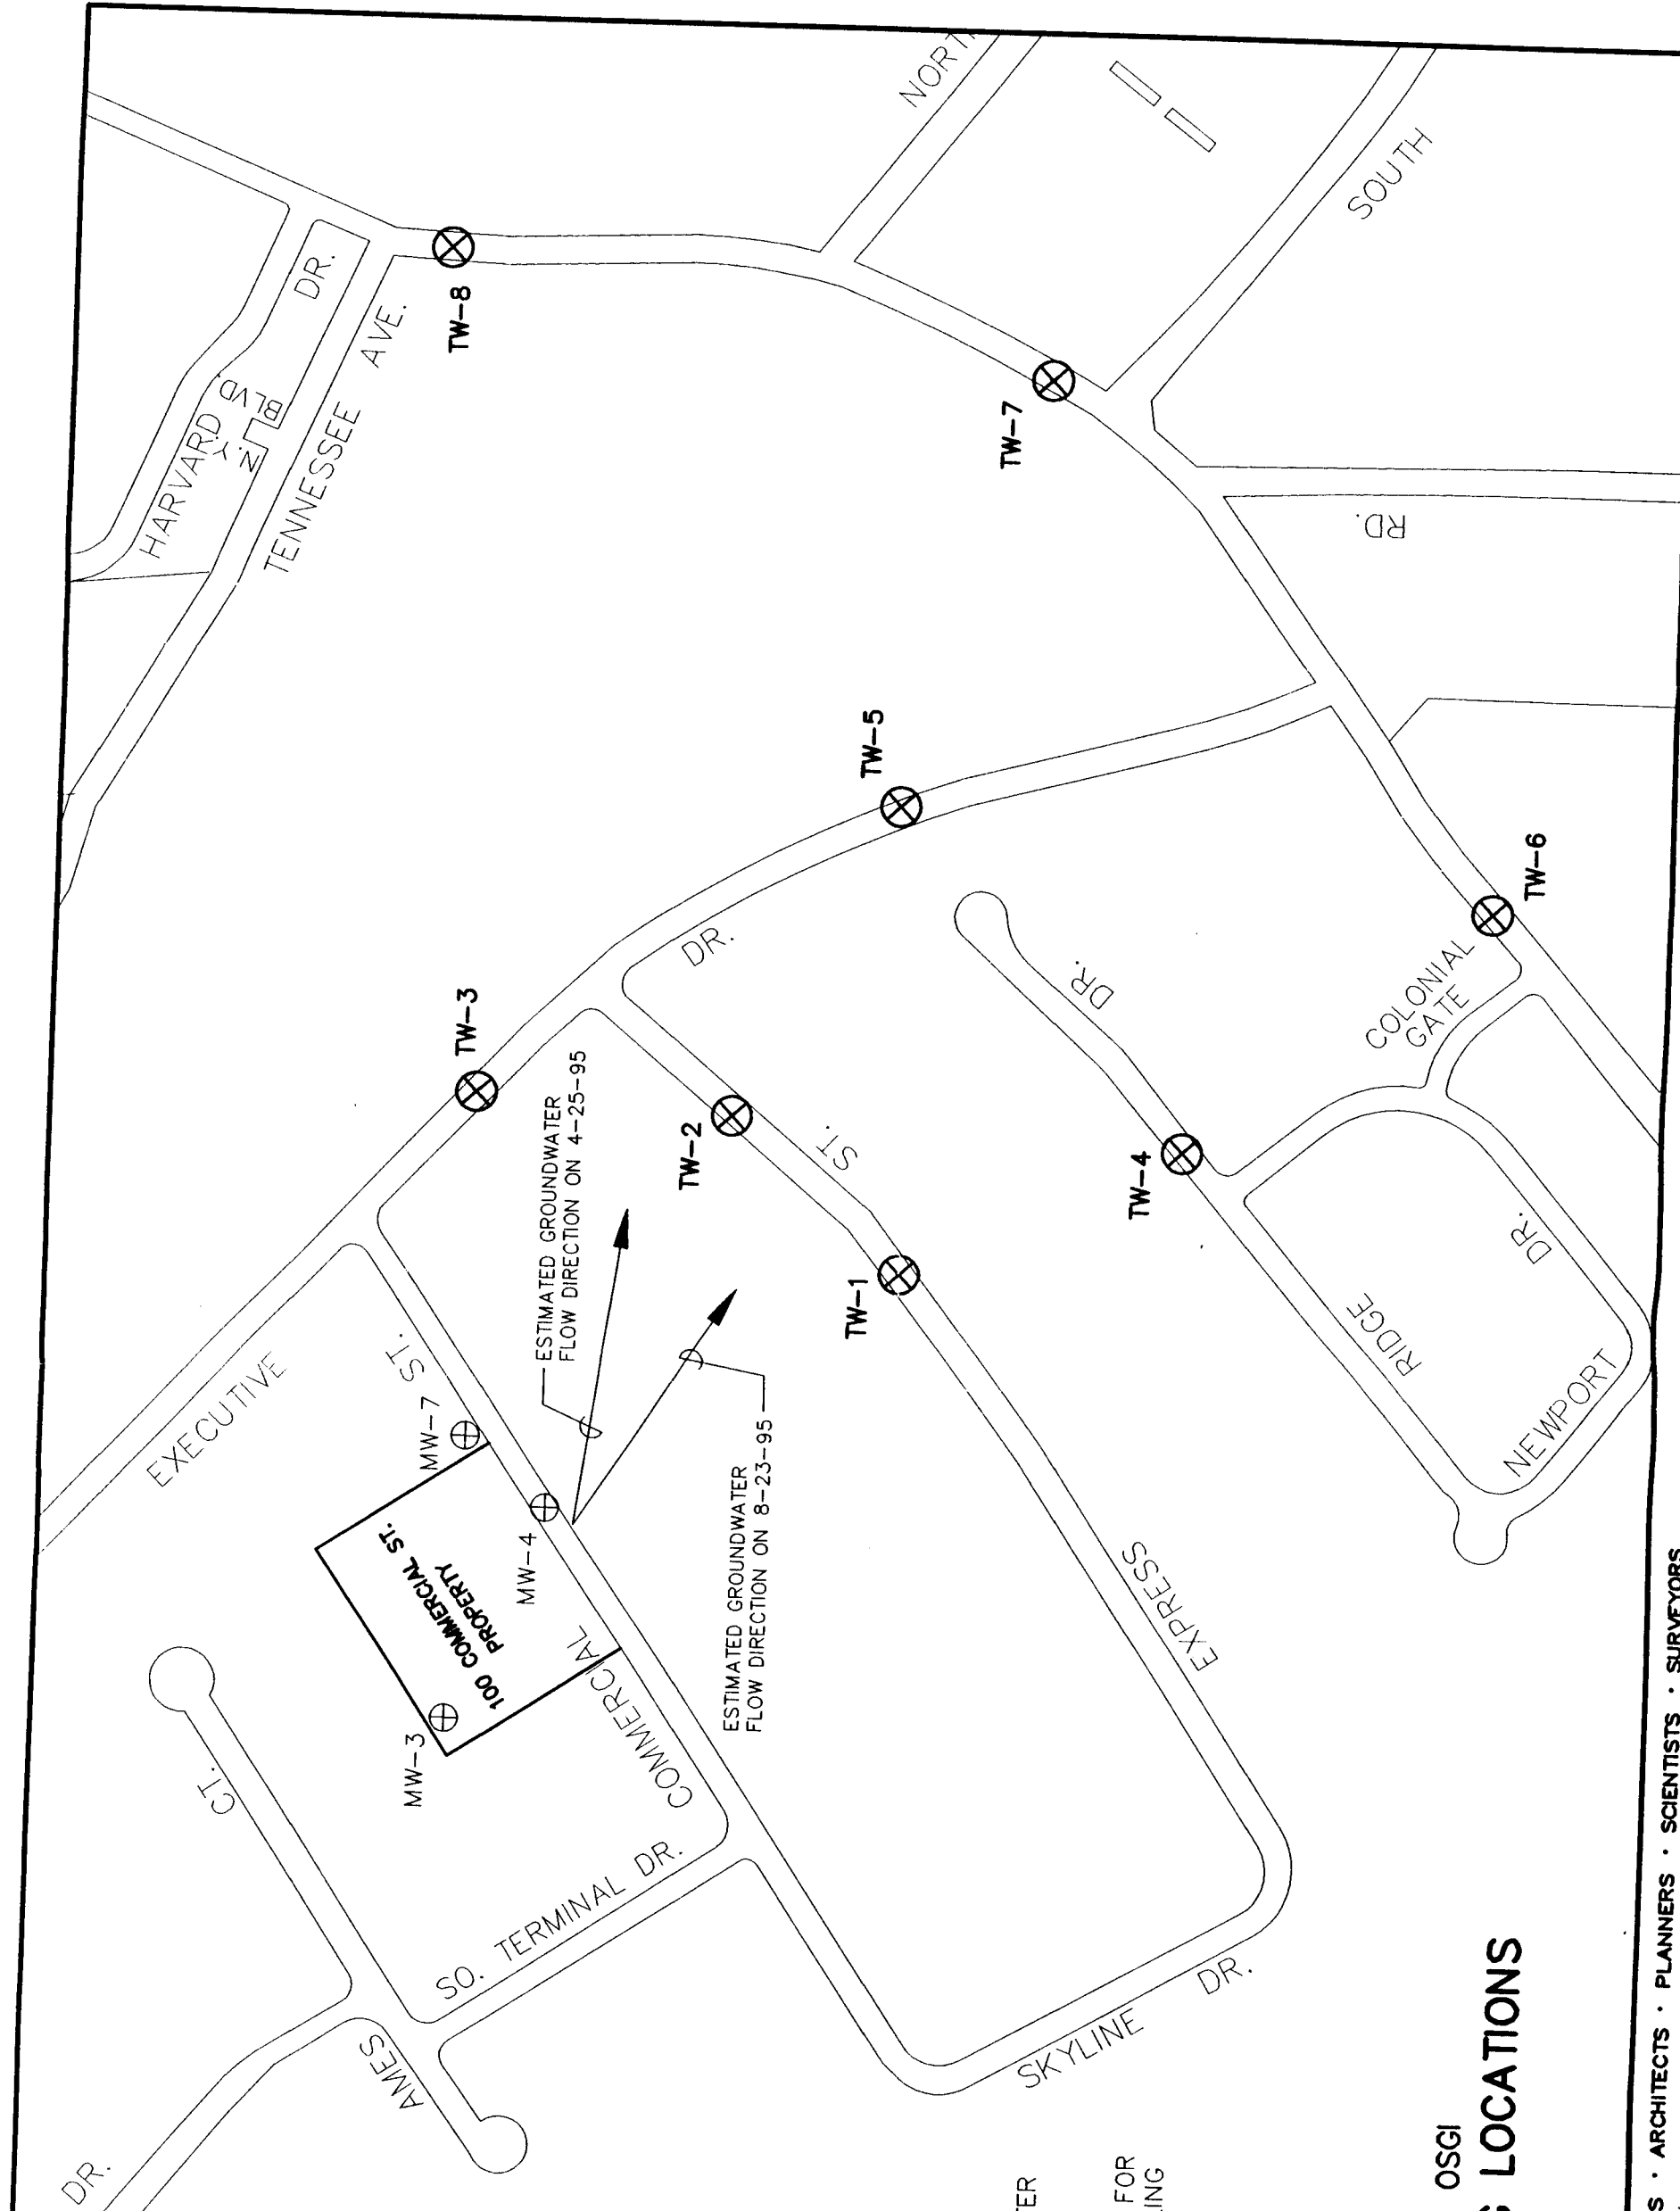 NORTH
SOUTH
DR.
HARVARD
N.Y.
BLVD.
TENNESSEE AVE.
TW-8
TW-7
RD.
TW-5
TW-6
TW-3
DR.
DR.
COLONIAL
GATE
ESTIMATED GROUNDWATER
FLOW DIRECTION ON 4-25-95
TW-2
ST.
TW-4
TW-1
DR.
EXECUTIVE
ST.
MW-7
RIDGE
NEWPORT
100 COMMERCIAL ST.
PROPERTY
MW-4
ESTIMATED GROUNDWATER
FLOW DIRECTION ON 8-23-95
EXPRESS
MW-3
COMMERCIAL
CT.
SO. TERMINAL DR.
AMES
SKYLINE DR.
DR.
TER
FOR
ING
OSGI
LOCATIONS
S · ARCHITECTS · PLANNERS · SCIENTISTS · SURVEYORS